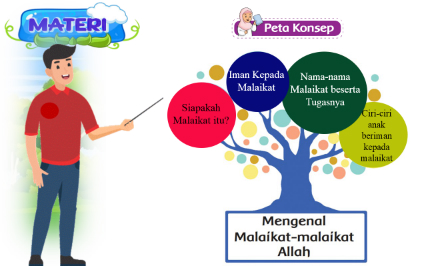 MATERI
Peta Konsep
Siapakah
Malaikat itu?
Iman Kepada
Malaikat
Nama-nama
Malaikat beserta
Tugasnya
Ciri-ciri
anak
beriman
kepada
malaikat
Mengenal
Malaikat-malaikat
Allah